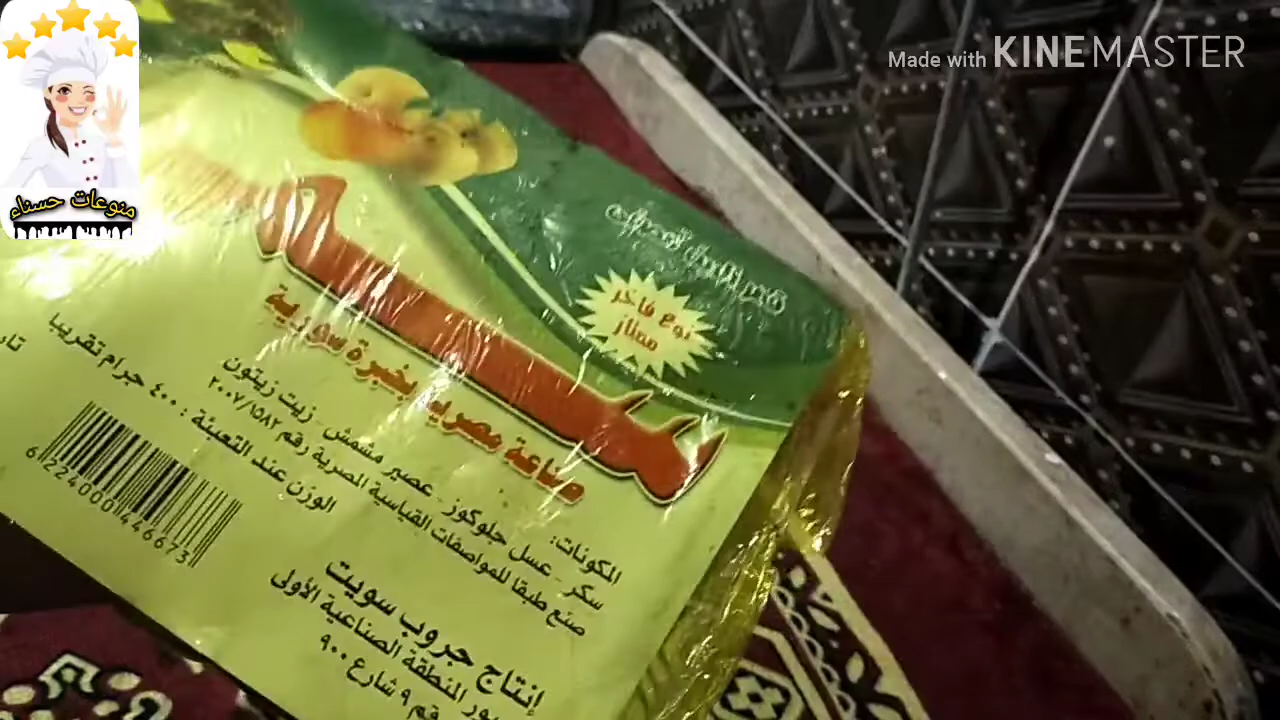 Made with KINEMASTER
منوعات حسناء
نوع فاخر
ممتاز
صناعة مصرية بخبرة سورية
المكونات:
سكر - عسل جلوكوز - عصير مشمش - زيت زيتون
صنع طبقا للمواصفات القياسية المصرية رقم ٢٠٠٧/١٥٨٢
الوزن عند التعبئة : ٤٠٠ جرام تقريبا
6224000446673
إنتاج جروب سويت
المنطقة الصناعية الأولى
٩ شارع ٩٠٠